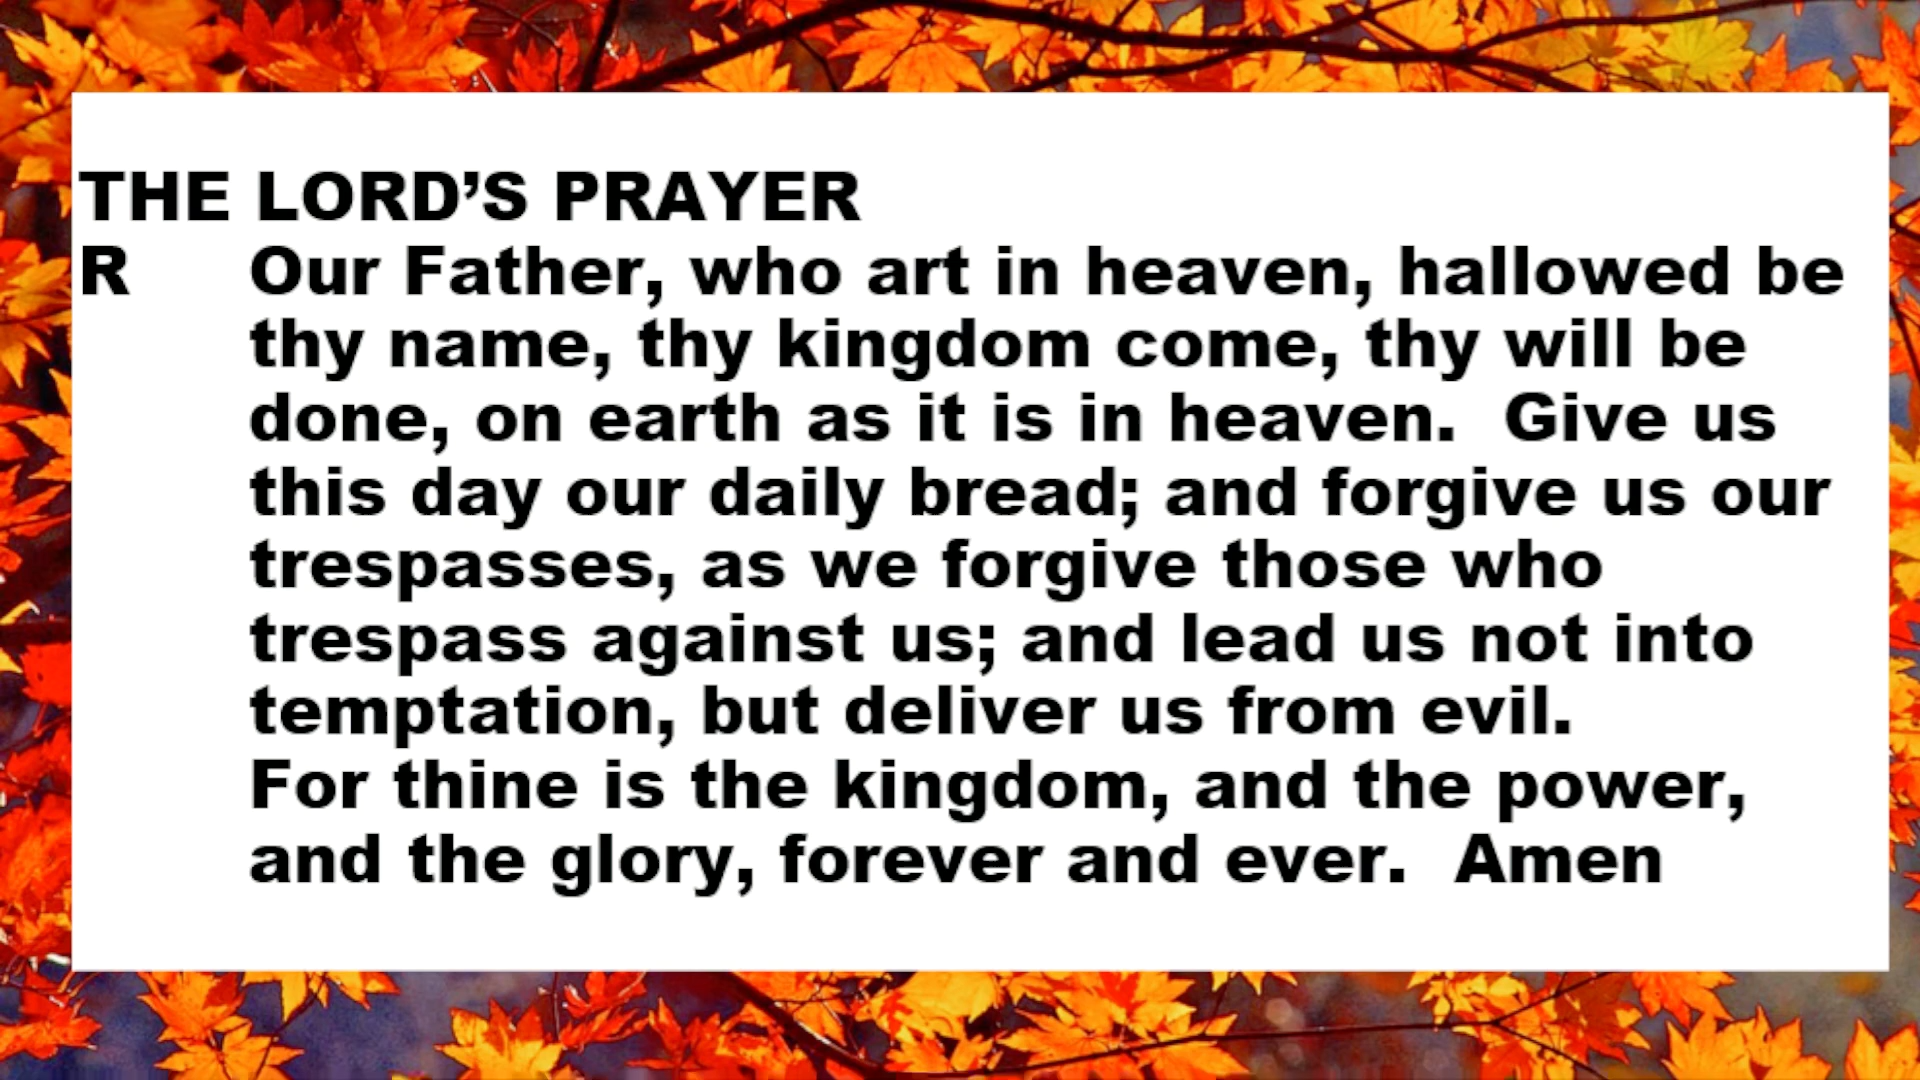 THE LORD’S PRAYER
R Our Father, who art in heaven, hallowed be
thy name, thy kingdom come, thy will be
done, on earth as it is in heaven.  Give us
this day our daily bread; and forgive us our
trespasses, as we forgive those who
trespass against us; and lead us not into
temptation, but deliver us from evil.
For thine is the kingdom, and the power,
and the glory, forever and ever.  Amen